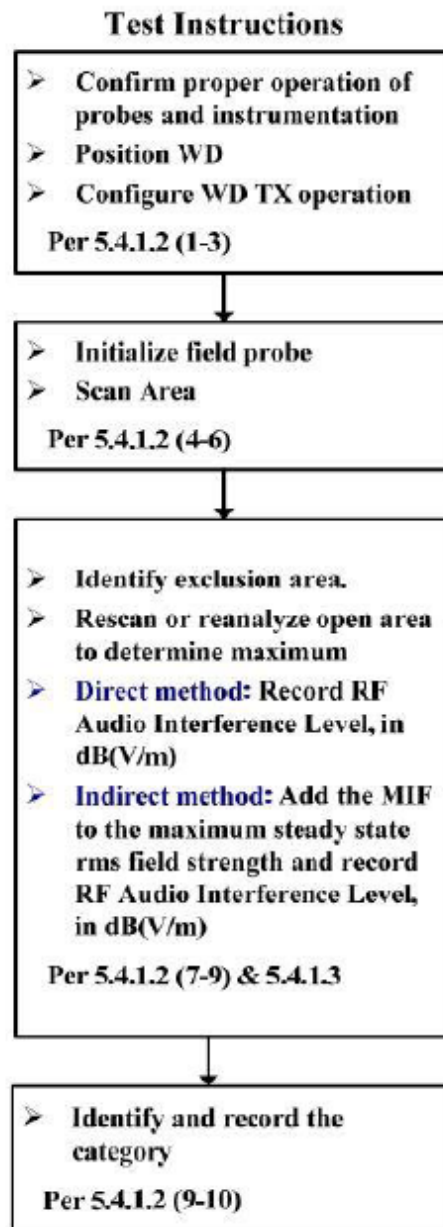 Test Instructions
➢ Confirm proper operation of
probes and instrumentation
➢ Position WD
➢ Configure WD TX operation
Per 5.4.1.2 (1-3)
➢ Initialize field probe
➢ Scan Area
Per 5.4.1.2 (4-6)
➢ Identify exclusion area.
➢ Rescan or reanalyze open area
to determine maximum
➢ Direct method: Record RF
Audio Interference Level, in
dB(V/m)
➢ Indirect method: Add the MIF
to the maximum steady state
rms field strength and record
RF Audio Interference Level,
in dB(V/m)
Per 5.4.1.2 (7-9) & 5.4.1.3
➢ Identify and record the
category
Per 5.4.1.2 (9-10)